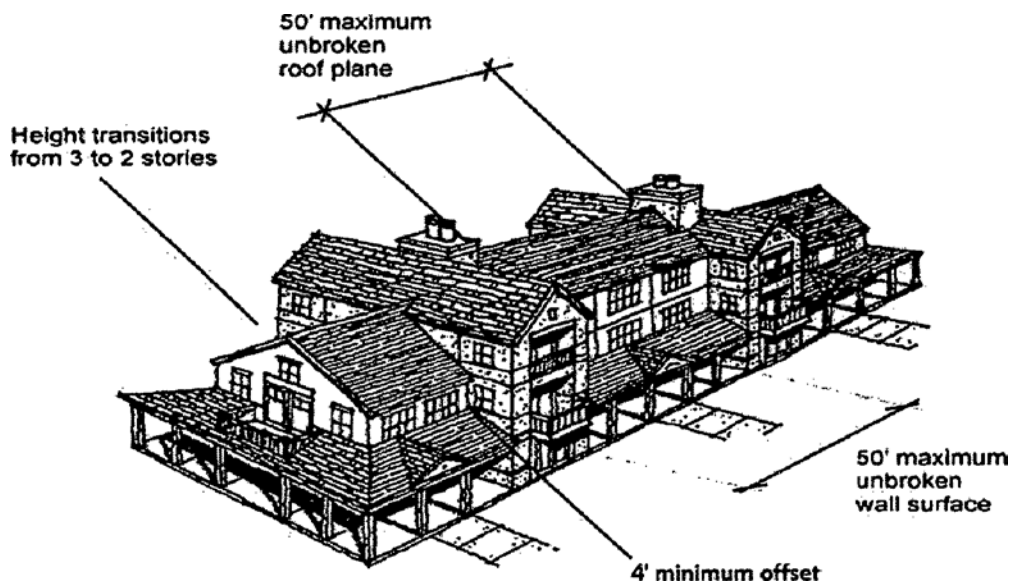 50' maximum
unbroken
roof plane
Height transitions
from 3 to 2 stories
50' maximum
unbroken
wall surface
4' minimum offset